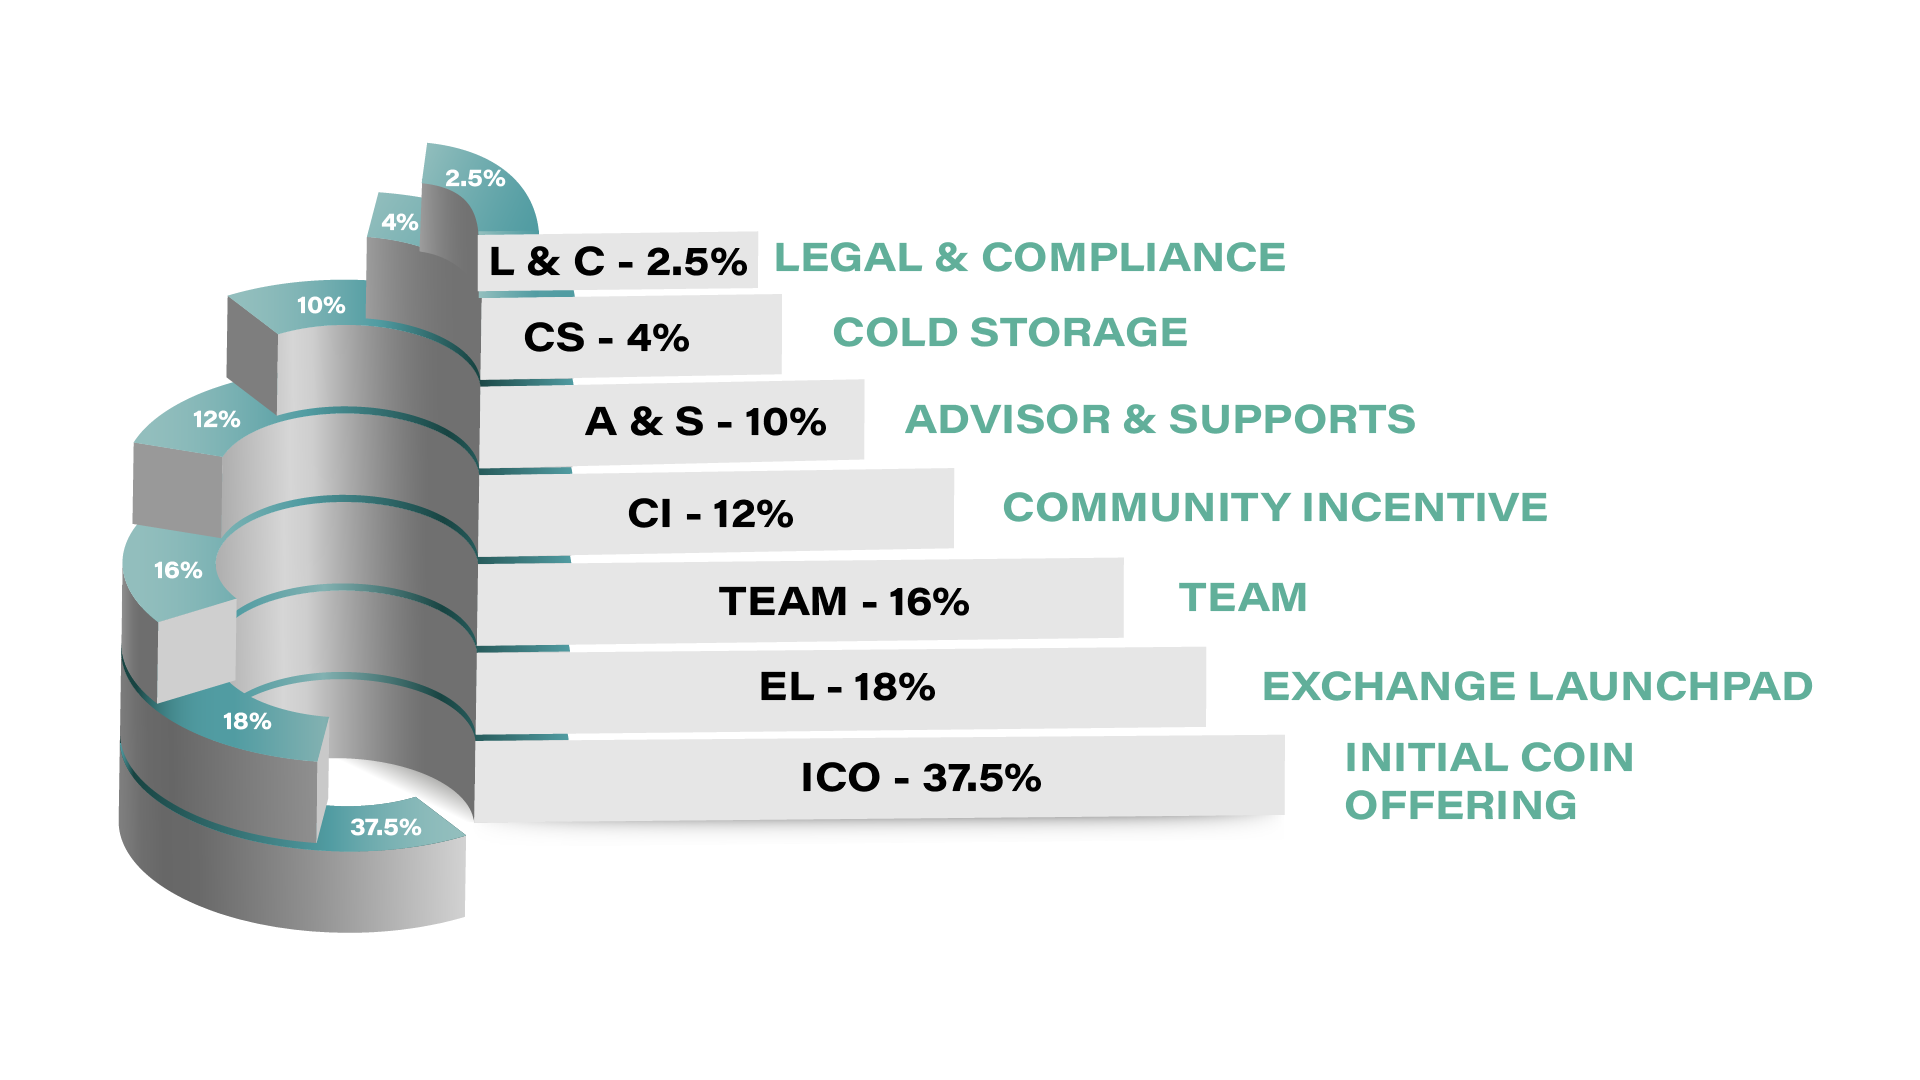 2.5%
4%
10%
12%
16%
18%
37.5%
L & C - 2.5%
LEGAL & COMPLIANCE
CS - 4%
COLD STORAGE
A & S - 10%
ADVISOR & SUPPORTS
CI - 12%
COMMUNITY INCENTIVE
TEAM - 16%
TEAM
EL - 18%
EXCHANGE LAUNCHPAD
ICO - 37.5%
INITIAL COIN
OFFERING